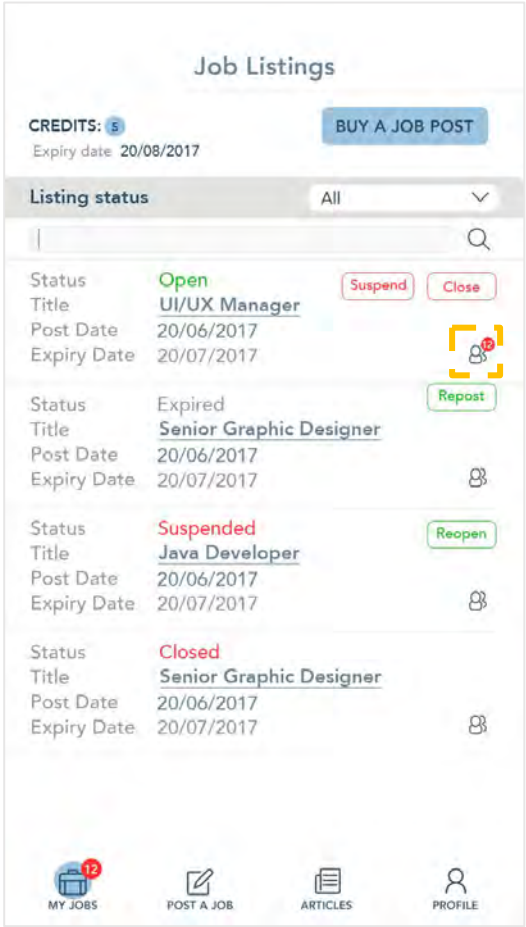 Job Listings
CREDITS: 5
BUY A JOB POST
Expiry date 20/08/2017
Listing status
All
Status Open
Suspend Close
Title UI/UX Manager
Post Date 20/06/2017
Expiry Date 20/07/2017
12
Repost
Status Expired
Title Senior Graphic Designer
Post Date 20/06/2017
Expiry Date 20/07/2017
Status Suspended
Reopen
Title Java Developer
Post Date 20/06/2017
Expiry Date 20/07/2017
Status Closed
Title Senior Graphic Designer
Post Date 20/06/2017
Expiry Date 20/07/2017
12
MY JOBS POST A JOB ARTICLES PROFILE